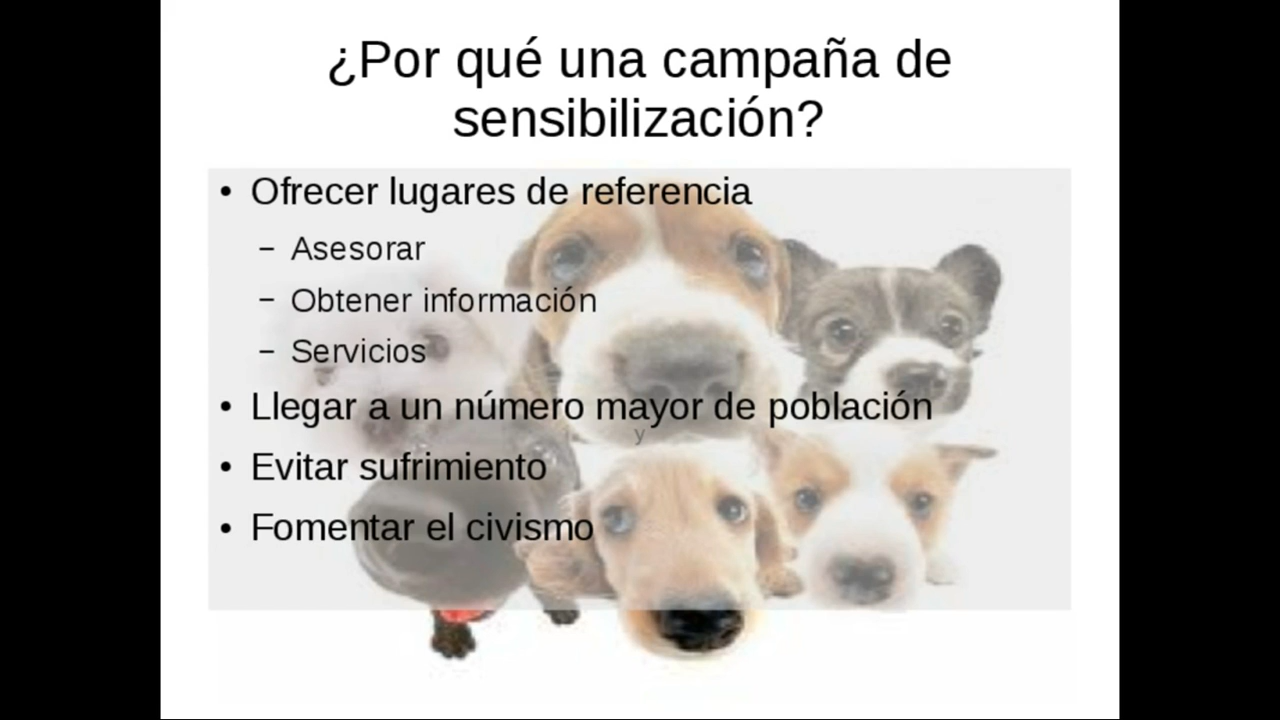 ¿Por qué una campaña de
sensibilización?
• Ofrecer lugares de referencia
– Asesorar
– Obtener información
– Servicios
• Llegar a un número mayor de población
y
• Evitar sufrimiento
• Fomentar el civismo